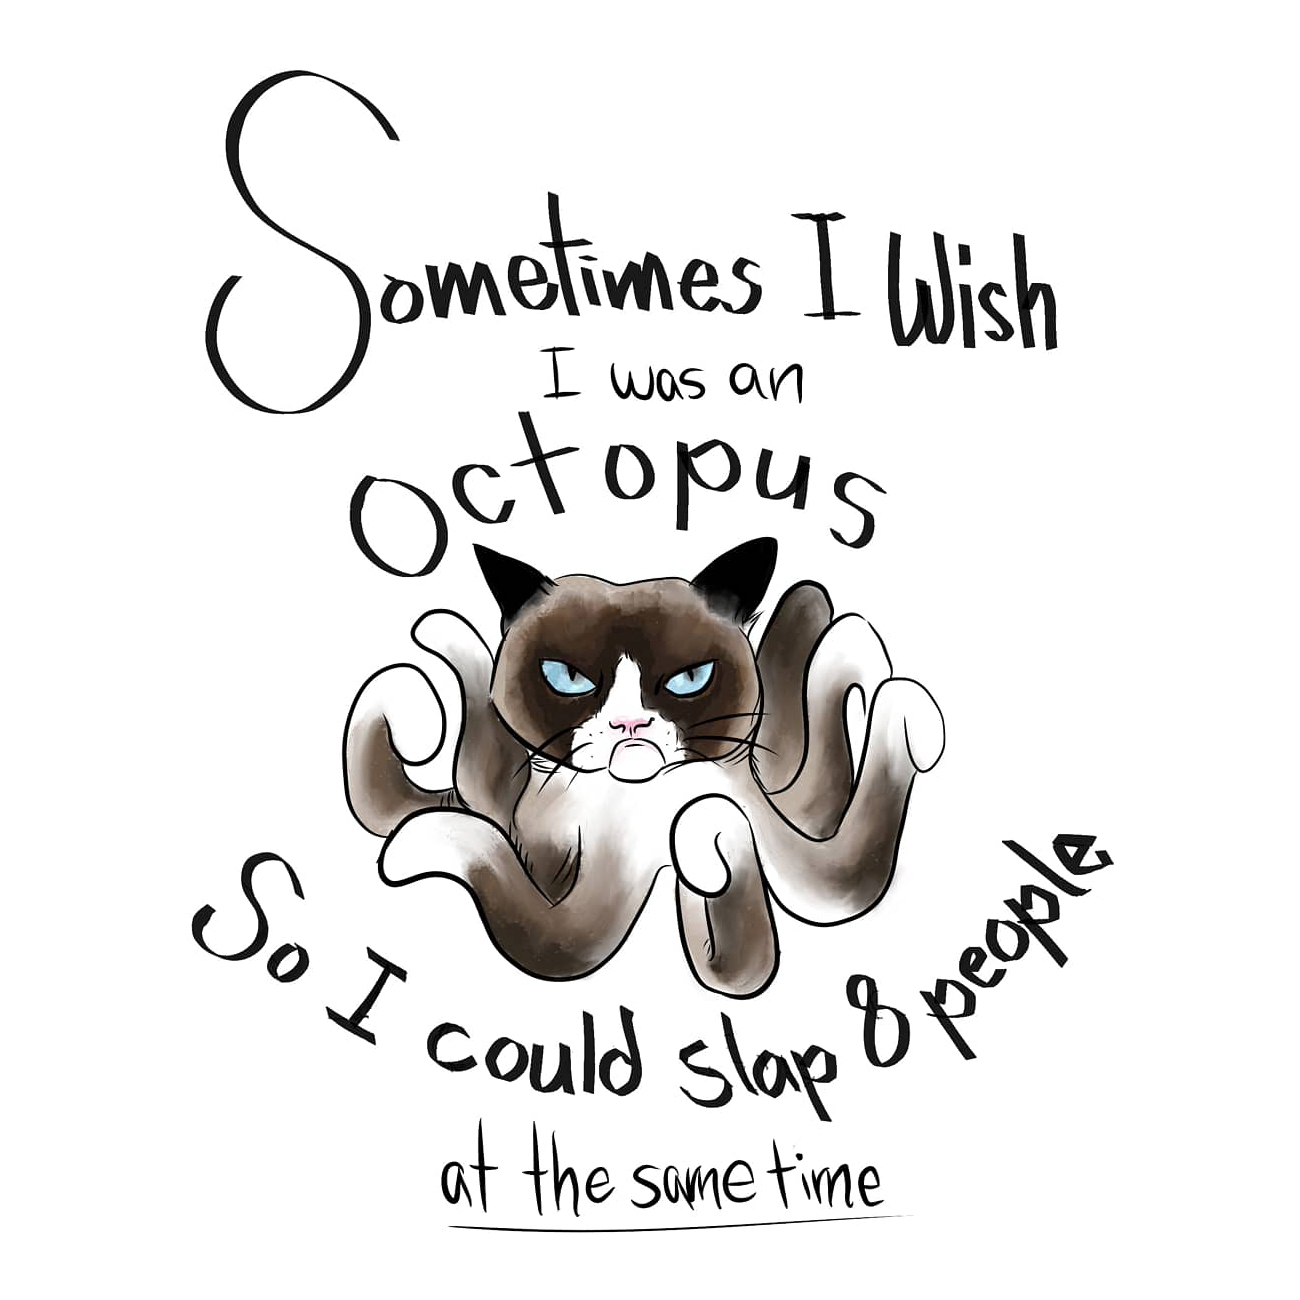 Sometimes I Wish
I was an
octopus
So I could slap 8 people
at the same time